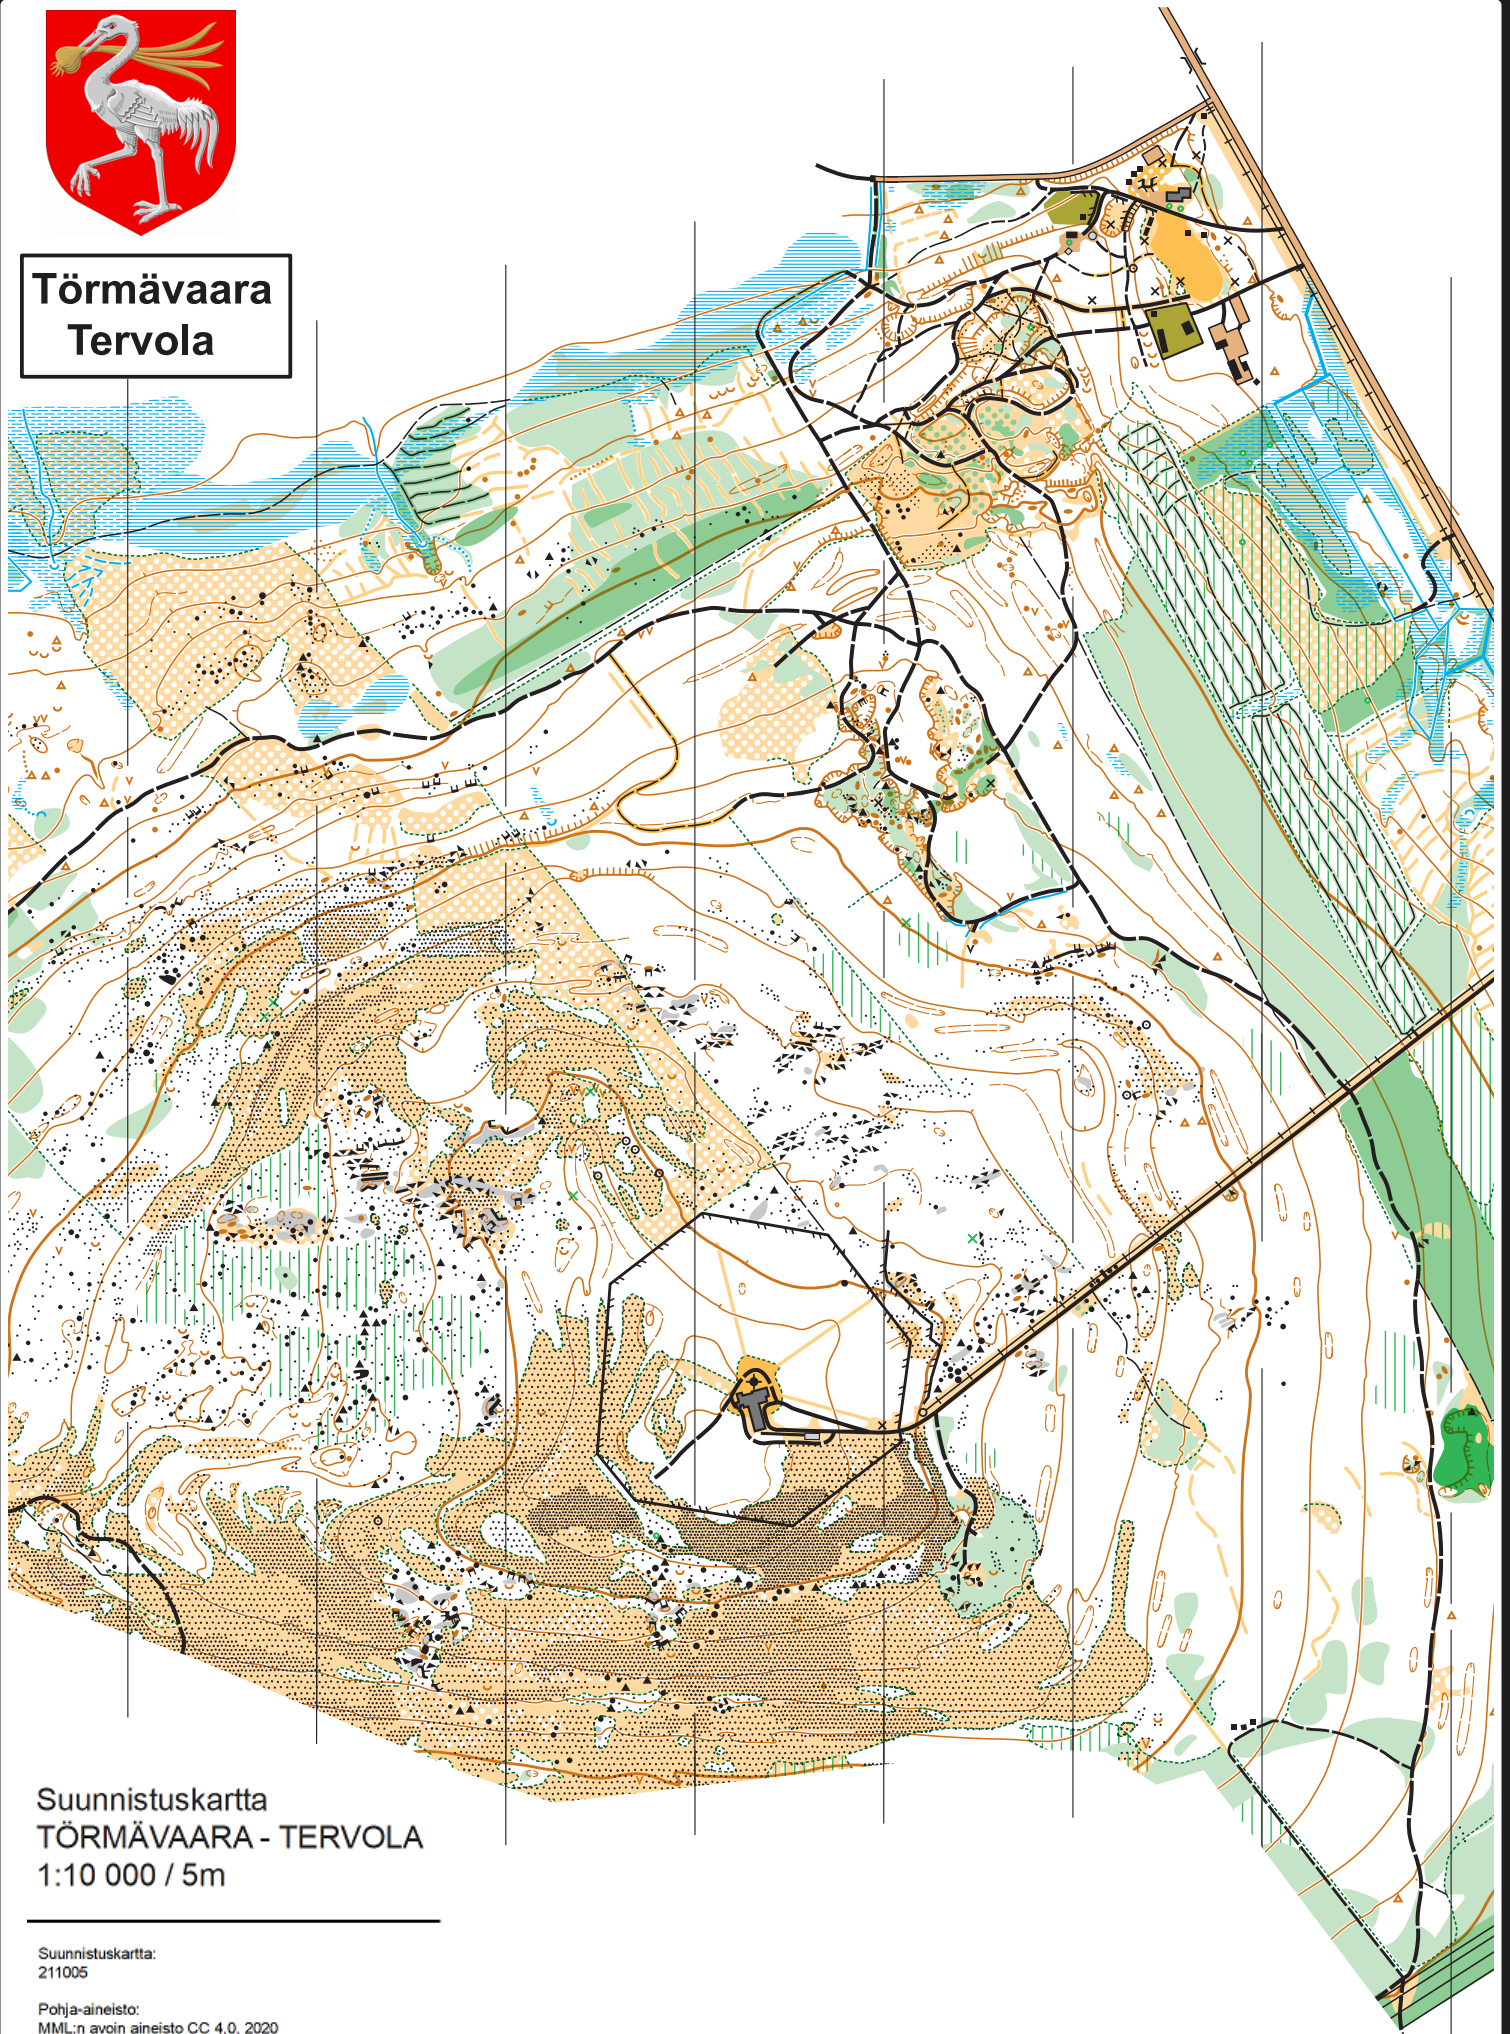 Törmävaara
Tervola
Suunnistuskartta
TÖRMÄVAARA - TERVOLA
1:10 000 / 5m
Suunnistuskartta:
211005
Pohja-aineisto:
MML:n avoin aineisto CC 4.0, 2020